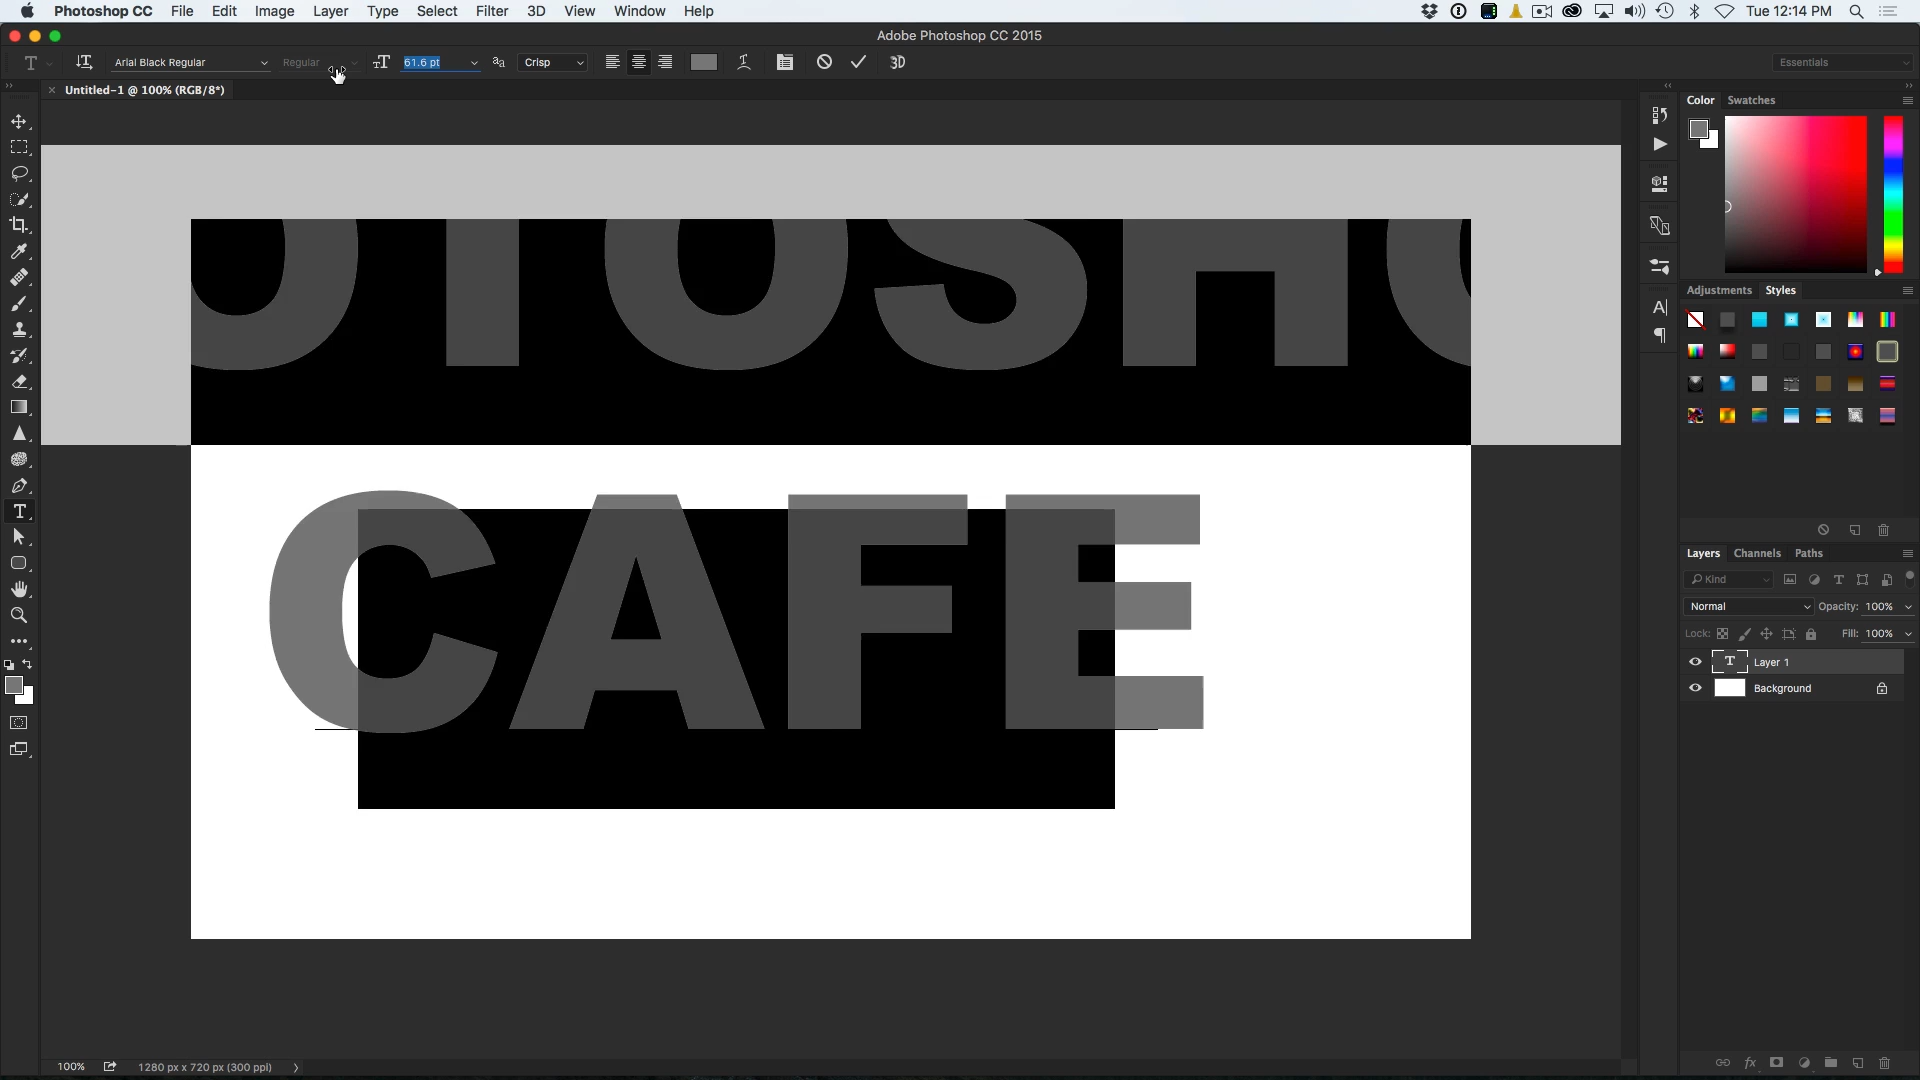 Photoshop CC File Edit Image Layer Type Select Filter 3D View Window Help Tue 12:14 PM
Adobe Photoshop CC 2015
Arial Black Regular Regular 61.6 pt Crisp 3D Essentials
Untitled-1 @ 100% (RGB/8*)
Color Swatches
OTOSHO
Adjustments Styles
CAFE
Layers Channels Paths
Kind
Normal Opacity: 100%
Lock: Fill: 100%
T Layer 1
Background
100% 1280 px x 720 px (300 ppi)